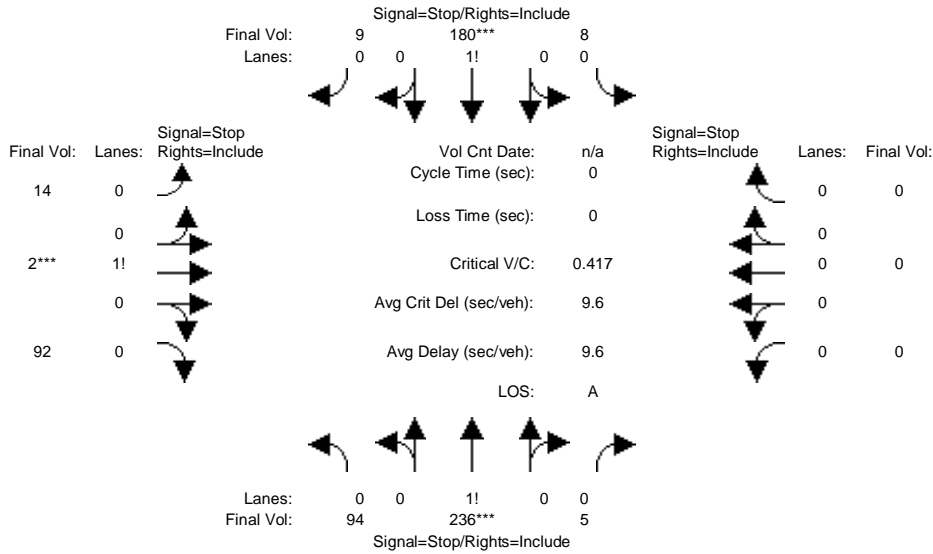 Signal=Stop/Rights=Include
Final Vol: 9 180*** 8
Lanes: 0 0 1! 0 0
Signal=Stop Signal=Stop
Final Vol: Lanes: Rights=Include Vol Cnt Date: n/a Rights=Include Lanes: Final Vol:
Cycle Time (sec): 0
14 0 0 0
Loss Time (sec): 0
0 0
2*** 1! Critical V/C: 0.417 0 0
0 Avg Crit Del (sec/veh): 9.6 0
92 0 Avg Delay (sec/veh): 9.6 0 0
LOS: A
Lanes: 0 0 1! 0 0
Final Vol: 94 236*** 5
Signal=Stop/Rights=Include